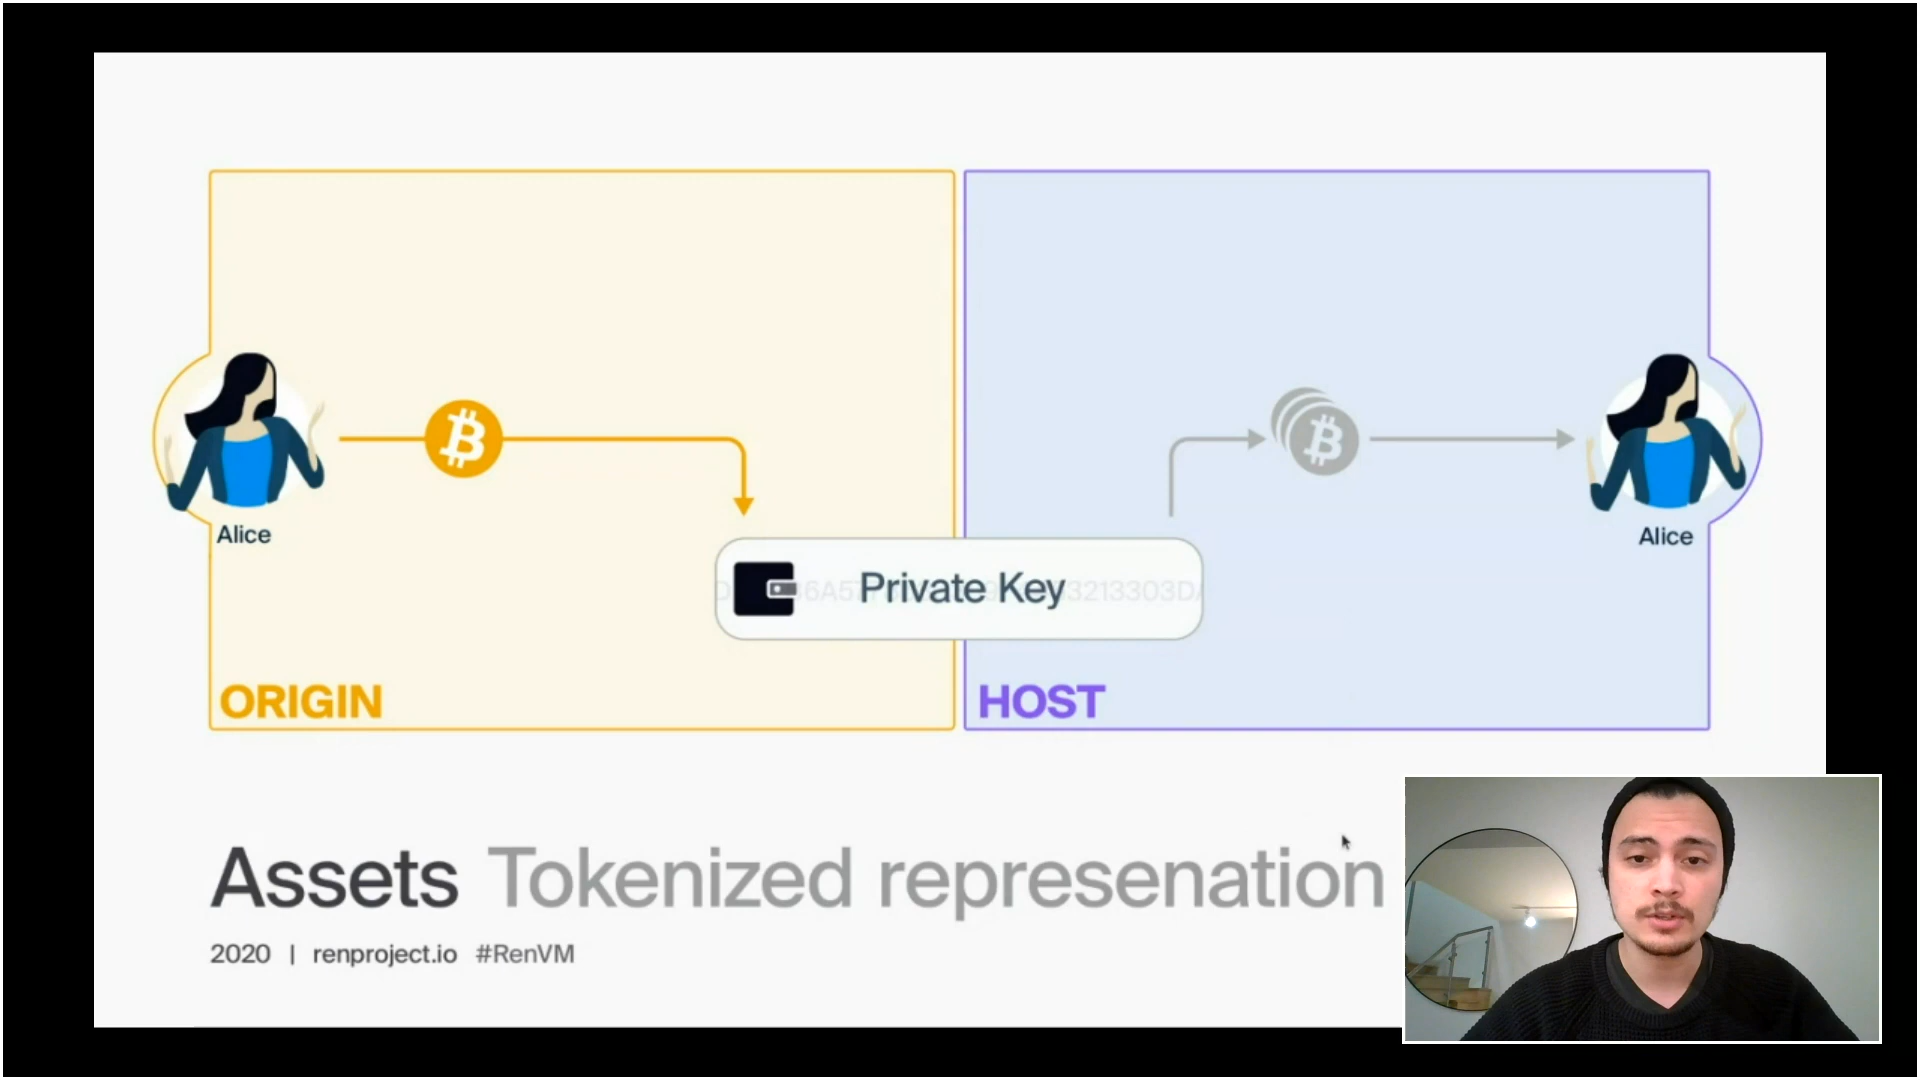 Alice
Alice
Private Key
ORIGIN
HOST
Assets Tokenized represenation
2020 | renproject.io #RenVM